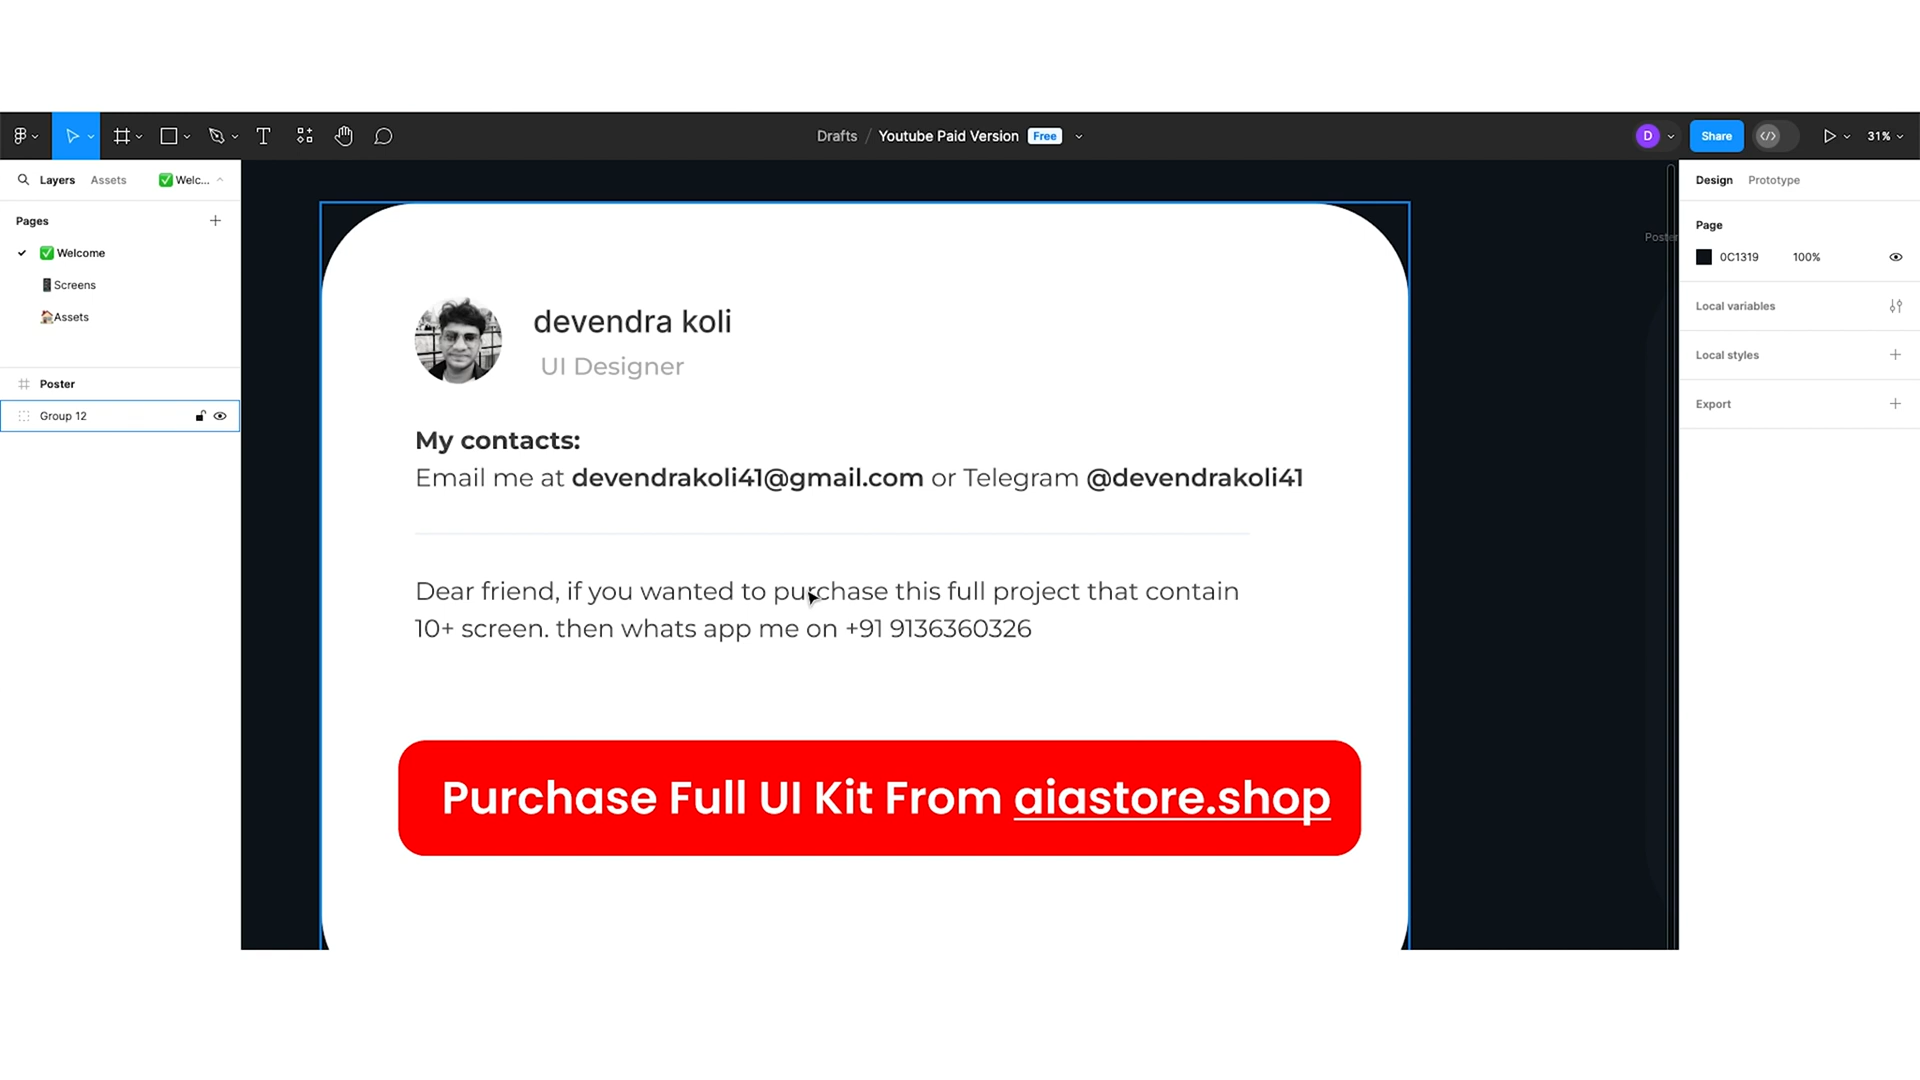 Drafts / Youtube Paid Version Free
D
Share
31%
Layers Assets ✅ Welc...
Pages
✅ Welcome
Screens
Assets
Poster
Group 12
Poster
devendra koli
UI Designer
My contacts:
Email me at devendrakoli41@gmail.com or Telegram @devendrakoli41
Dear friend, if you wanted to purchase this full project that contain
10+ screen. then whats app me on +91 9136360326
Purchase Full UI Kit From aiastore.shop
Design Prototype
Page
0C1319 100%
Local variables
Local styles
Export